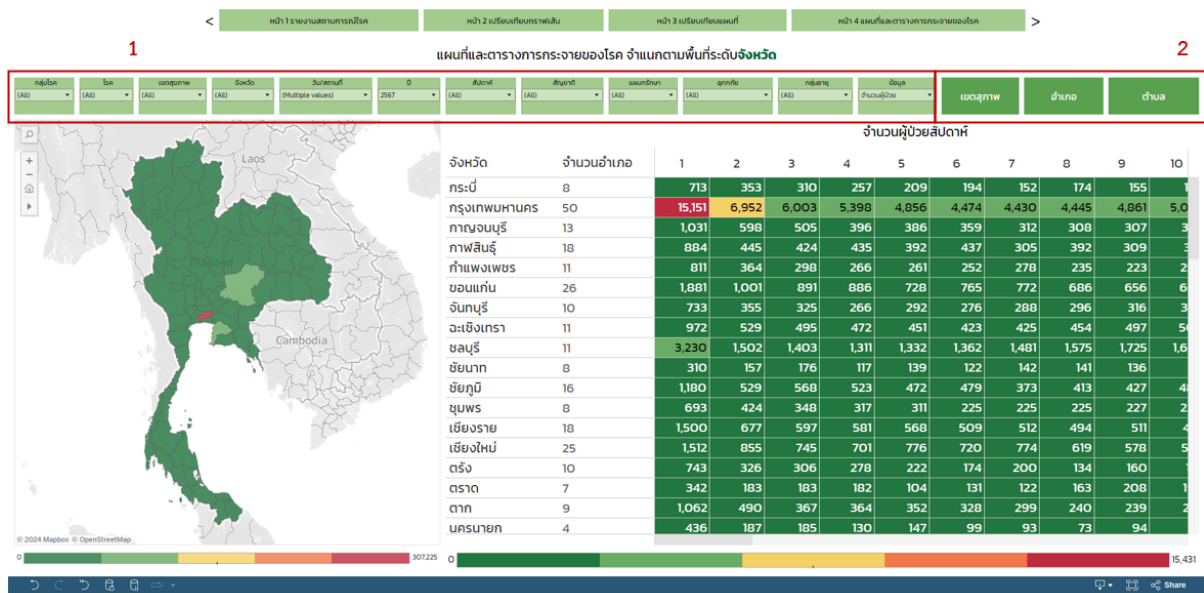 < หน้า 1 รายงานสถานการณ์โรค หน้า 2 เปรียบเทียบกราฟเส้น หน้า 3 เปรียบเทียบแผนที่ หน้า 4 แผนที่และตารางการกระจายของโรค >
1 2
แผนที่และตารางการกระจายของโรค จำแนกตามพื้นที่ระดับจังหวัด
กลุ่มโรค โรค เขตสุขภาพ จังหวัด วัน/สถานที่ ปี สัปดาห์ สัญชาติ แผนกรักษา อุทกภัย กลุ่มอายุ ข้อมูล
(All) (All) (All) (All) (Multiple values) 2567 (All) (All) (All) (All) (All) จำนวนผู้ป่วย
เขตสุขภาพ อำเภอ ตำบล
จำนวนผู้ป่วยสัปดาห์
จังหวัด จำนวนอำเภอ 1 2 3 4 5 6 7 8 9 10
กระบี่ 8 713 353 310 257 209 194 152 174 155
กรุงเทพมหานคร 50 15,151 6,952 6,003 5,398 4,856 4,474 4,430 4,445 4,861 5,0
กาญจนบุรี 13 1,031 598 505 396 386 359 312 308 307 3
กาฬสินธุ์ 18 884 445 424 435 392 437 305 392 309
กำแพงเพชร 11 811 364 298 266 261 252 278 235 223 2
ขอนแก่น 26 1,881 1,001 891 886 728 765 772 686 656 6
จันทบุรี 10 733 355 325 266 292 276 288 296 316 3
ฉะเชิงเทรา 11 972 529 495 472 451 423 425 454 497 5
ชลบุรี 11 3,230 1,502 1,403 1,311 1,332 1,362 1,481 1,575 1,725 1,6
ชัยนาท 8 310 157 176 117 139 122 142 141 136
ชัยภูมิ 16 1,180 529 568 523 472 479 373 413 427 4
ชุมพร 8 693 424 348 317 311 225 225 225 227 2
เชียงราย 18 1,500 677 597 581 568 509 512 494 511
เชียงใหม่ 25 1,512 855 745 701 776 720 774 619 578 5
ตรัง 10 743 326 306 278 222 174 200 134 160
ตราด 7 342 183 183 182 104 131 122 163 208
ตาก 9 1,062 490 367 364 352 328 299 240 239 2
นครนายก 4 436 187 185 130 147 99 93 73 94
Laos
Thailand
Cambodia
© 2024 Mapbox © OpenStreetMap
0 307,225 0 15,431
Share